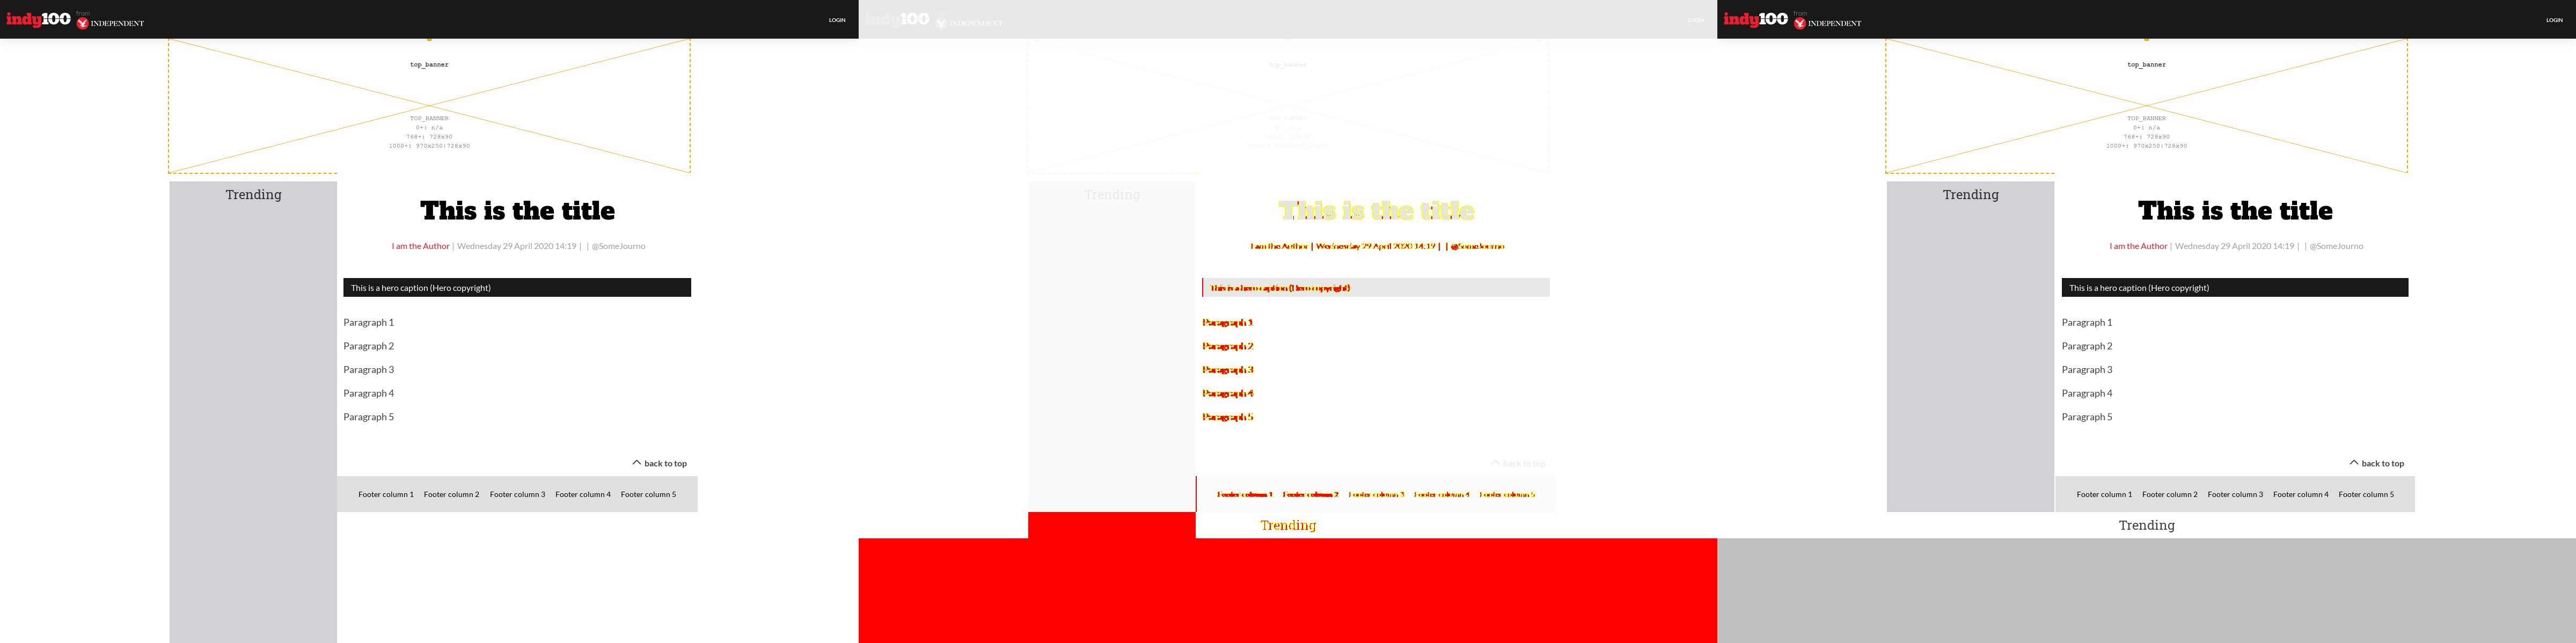 indy100 from INDEPENDENT
LOGIN
top_banner
TOP_BANNER
0+: n/a
768+: 728x90
1000+: 970x250|728x90
Trending
This is the title
I am the Author | Wednesday 29 April 2020 14:19 | | @SomeJourno
This is a hero caption (Hero copyright)
Paragraph 1
Paragraph 2
Paragraph 3
Paragraph 4
Paragraph 5
back to top
Footer column 1 Footer column 2 Footer column 3 Footer column 4 Footer column 5
indy100 INDEPENDENT
LOGIN
top_banner
TOP_BANNER
Trending
This is the title
I am the Author | Wednesday 29 April 2020 14:19 | | @SomeJourno
This is a hero caption (Hero copyright)
Paragraph 1
Paragraph 2
Paragraph 3
Paragraph 4
Paragraph 5
back to top
Footer column 1 Footer column 2 Footer column 3 Footer column 4 Footer column 5
Trending
indy100 from INDEPENDENT
LOGIN
top_banner
TOP_BANNER
0+: n/a
768+: 728x90
1000+: 970x250|728x90
Trending
This is the title
I am the Author | Wednesday 29 April 2020 14:19 | | @SomeJourno
This is a hero caption (Hero copyright)
Paragraph 1
Paragraph 2
Paragraph 3
Paragraph 4
Paragraph 5
back to top
Footer column 1 Footer column 2 Footer column 3 Footer column 4 Footer column 5
Trending